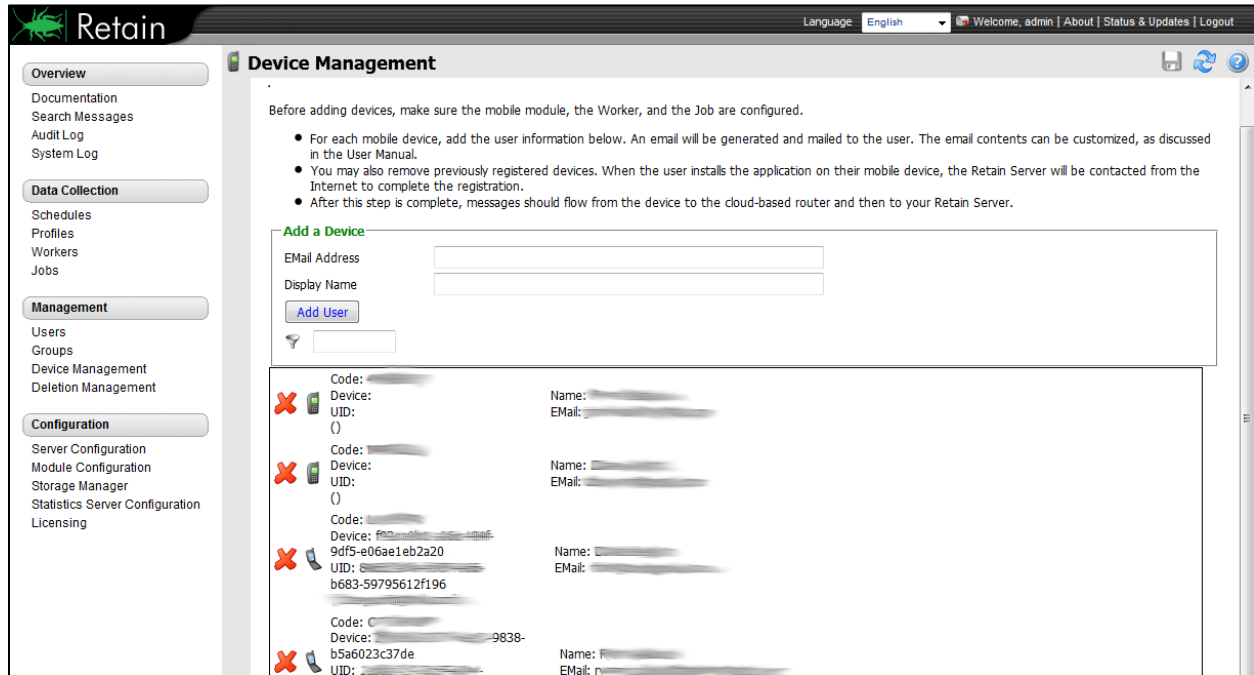 Retain
Language English Welcome, admin | About | Status & Updates | Logout
Overview
Documentation
Search Messages
Audit Log
System Log
Data Collection
Schedules
Profiles
Workers
Jobs
Management
Users
Groups
Device Management
Deletion Management
Configuration
Server Configuration
Module Configuration
Storage Manager
Statistics Server Configuration
Licensing
Device Management
Before adding devices, make sure the mobile module, the Worker, and the Job are configured.
For each mobile device, add the user information below. An email will be generated and mailed to the user. The email contents can be customized, as discussed
in the User Manual.
You may also remove previously registered devices. When the user installs the application on their mobile device, the Retain Server will be contacted from the
Internet to complete the registration.
After this step is complete, messages should flow from the device to the cloud-based router and then to your Retain Server.
Add a Device
EMail Address
Display Name
Add User
Code:
Device:
UID:
()
Name:
EMail:
Code:
Device:
UID:
()
Name:
EMail:
Code:
Device:
9df5-e06ae1eb2a20
UID:
b683-59795612f196
Name:
EMail:
Code:
Device: -9838-
b5a6023c37de
UID:
Name:
EMail: